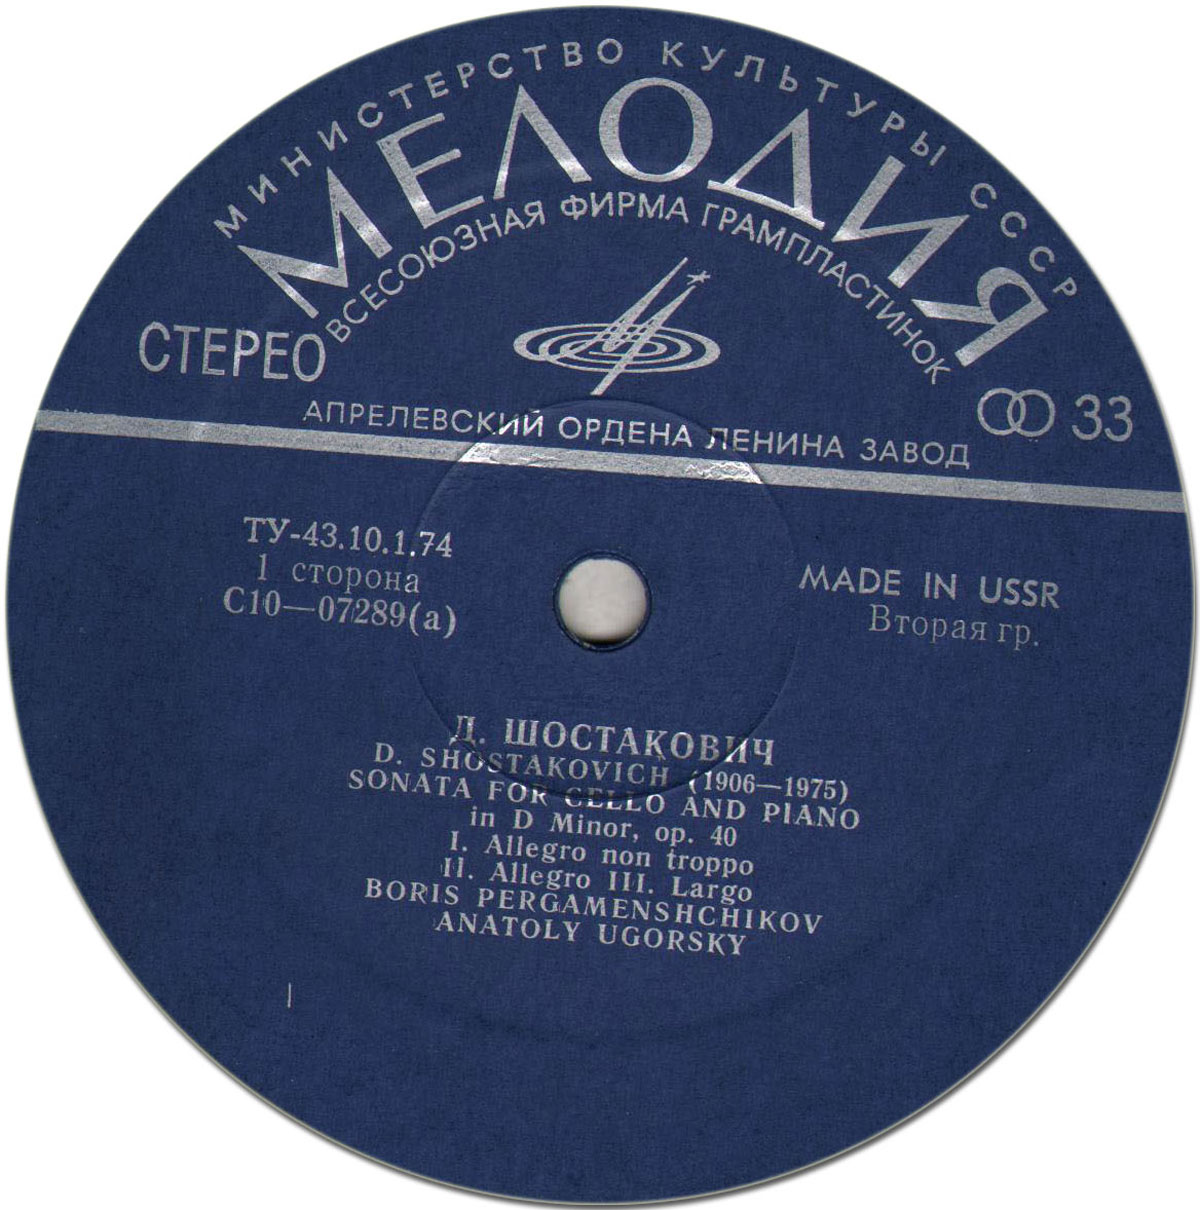 МИНИСТЕРСТВО КУЛЬТУРЫ СССР
МЕЛОДИЯ
ВСЕСОЮЗНАЯ ФИРМА ГРАМПЛАСТИНОК
СТЕРЕО
33
АПРЕЛЕВСКИЙ ОРДЕНА ЛЕНИНА ЗАВОД
ТУ-43.10.1.74
1 сторона
С10—07289(а)
MADE IN USSR
Вторая гр.
Д. ШОСТАКОВИЧ
D. SHOSTAKOVICH (1906—1975)
SONATA FOR CELLO AND PIANO
in D Minor, op. 40
I. Allegro non troppo
II. Allegro III. Largo
BORIS PERGAMENSHCHIKOV
ANATOLY UGORSKY